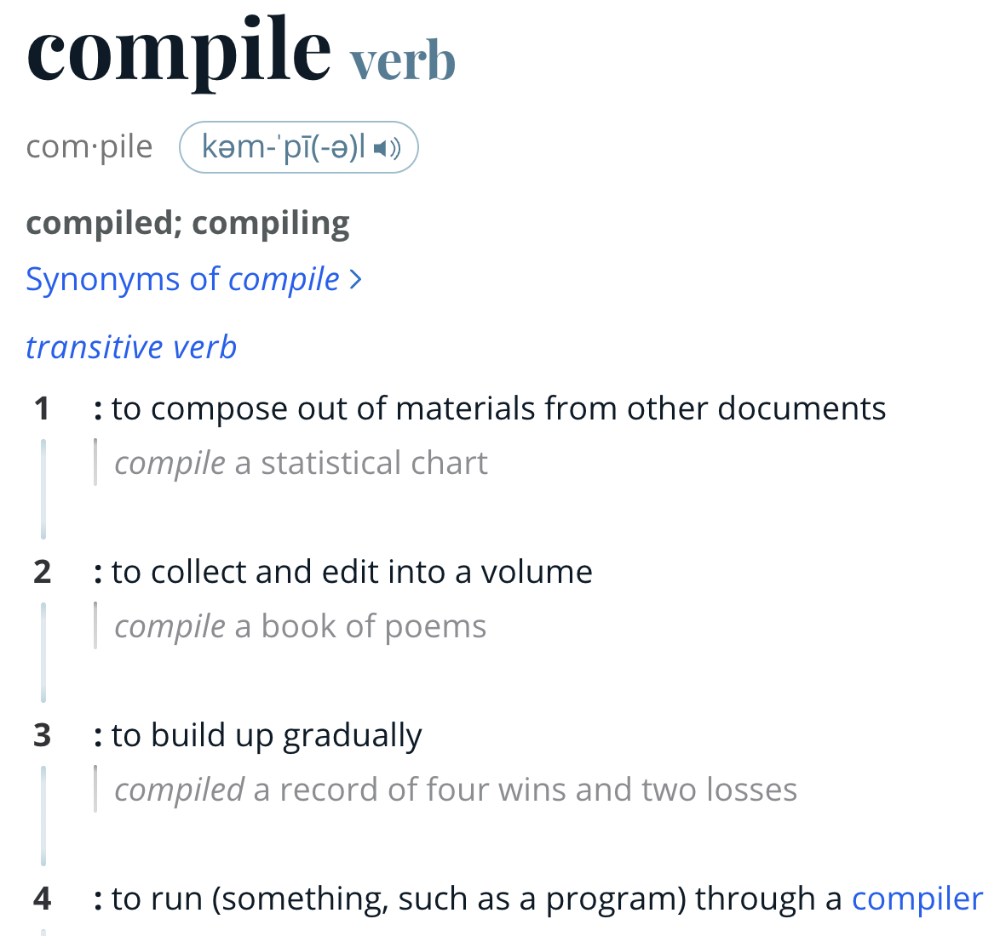 compile verb
com·pile kəm-ˈpī(-ə)l
compiled; compiling
Synonyms of compile
transitive verb
1 : to compose out of materials from other documents
compile a statistical chart
2 : to collect and edit into a volume
compile a book of poems
3 : to build up gradually
compiled a record of four wins and two losses
4 : to run (something, such as a program) through a compiler